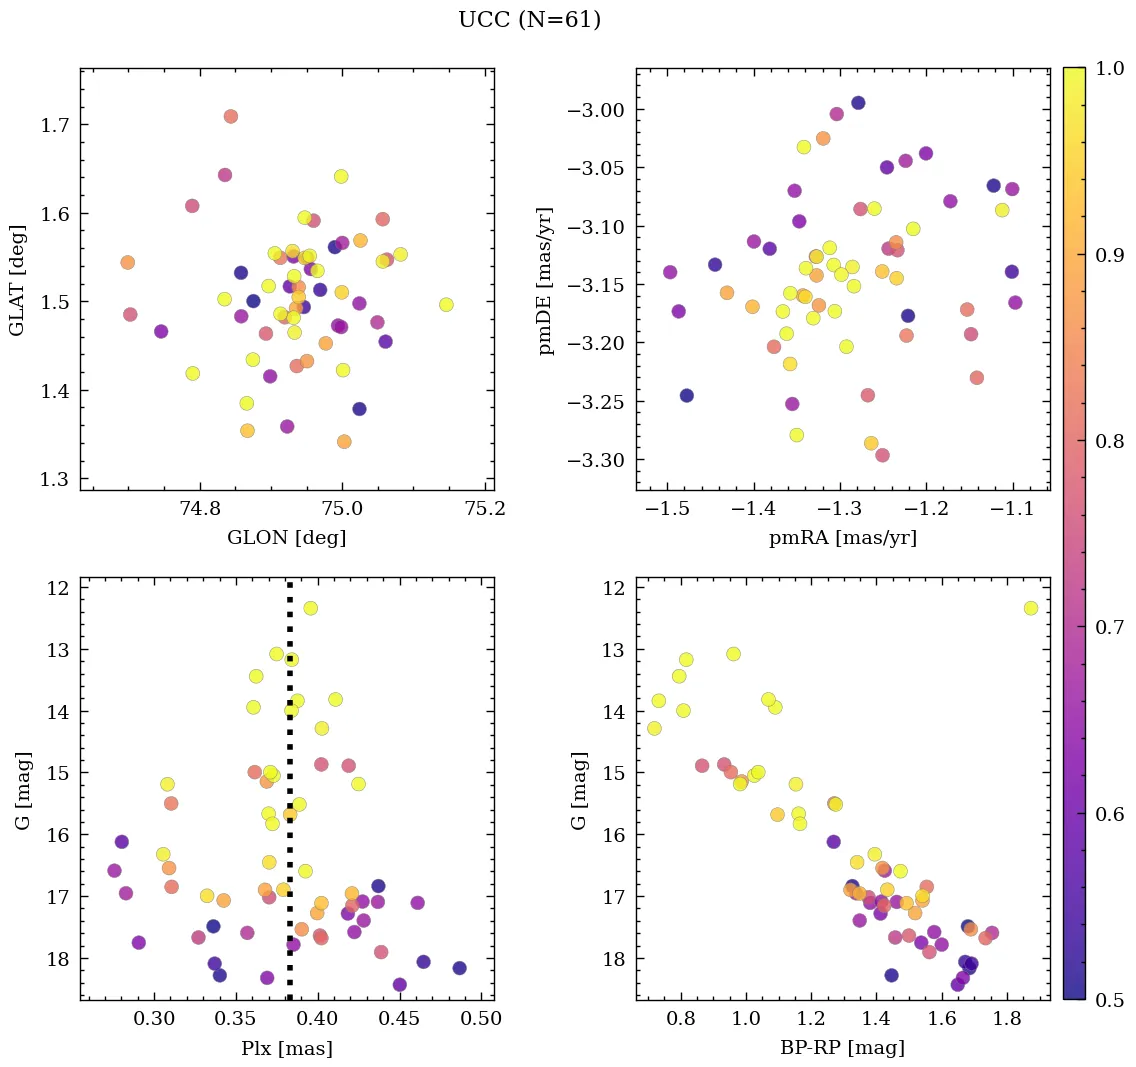 UCC (N=61)
1.7
1.6
1.5
1.4
1.3
GLAT [deg]
74.8 75.0 75.2
GLON [deg]
−3.00
−3.05
−3.10
−3.15
−3.20
−3.25
−3.30
pmDE [mas/yr]
−1.5 −1.4 −1.3 −1.2 −1.1
pmRA [mas/yr]
12
13
14
15
16
17
18
G [mag]
0.30 0.35 0.40 0.45 0.50
Plx [mas]
12
13
14
15
16
17
18
G [mag]
0.8 1.0 1.2 1.4 1.6 1.8
BP-RP [mag]
1.0
0.9
0.8
0.7
0.6
0.5